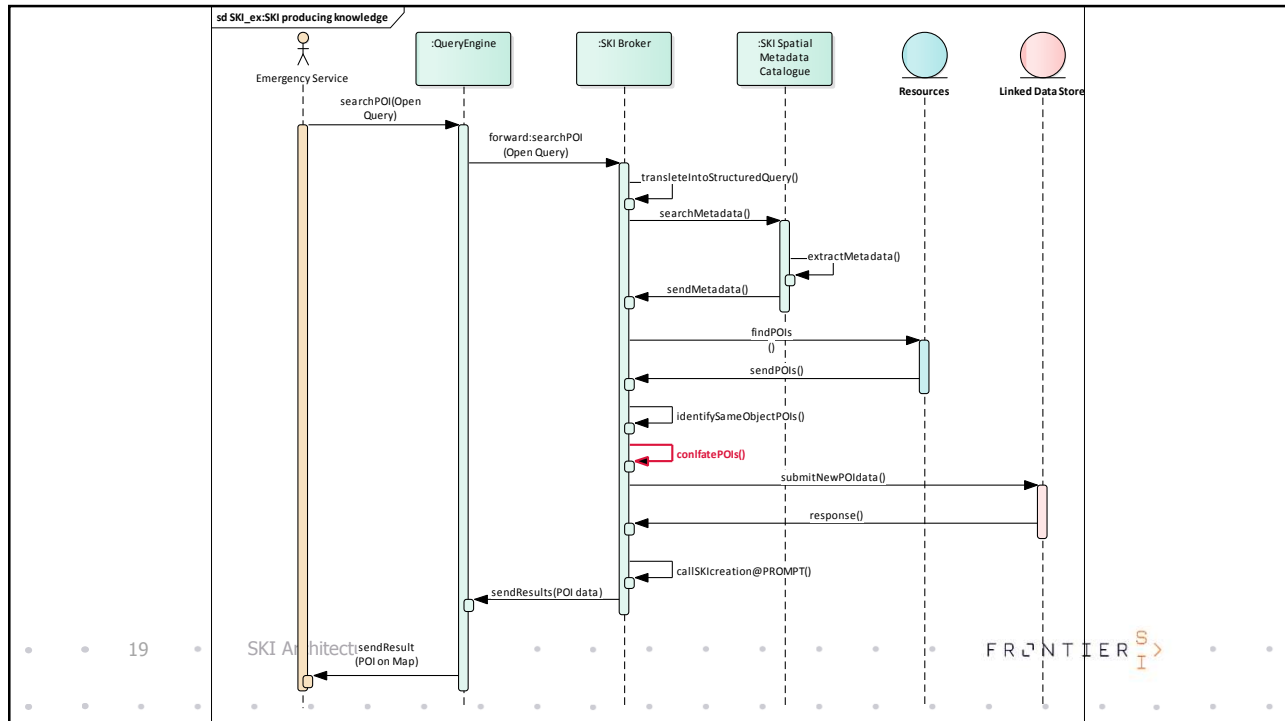 sd SKI_ex:SKI producing knowledge
:QueryEngine
:SKI Broker
:SKI Spatial
Metadata
Catalogue
Emergency Service
Resources
Linked Data Store
searchPOI(Open
Query)
forward:searchPOI
(Open Query)
transleteIntoStructuredQuery()
searchMetadata()
extractMetadata()
sendMetadata()
findPOIs
()
sendPOIs()
identifySameObjectPOIs()
conlfatePOIs()
submitNewPOIdata()
response()
callSKIcreation@PROMPT()
sendResults(POI data)
19
SKI Architectu
sendResult
(POI on Map)
FRONTIER SI